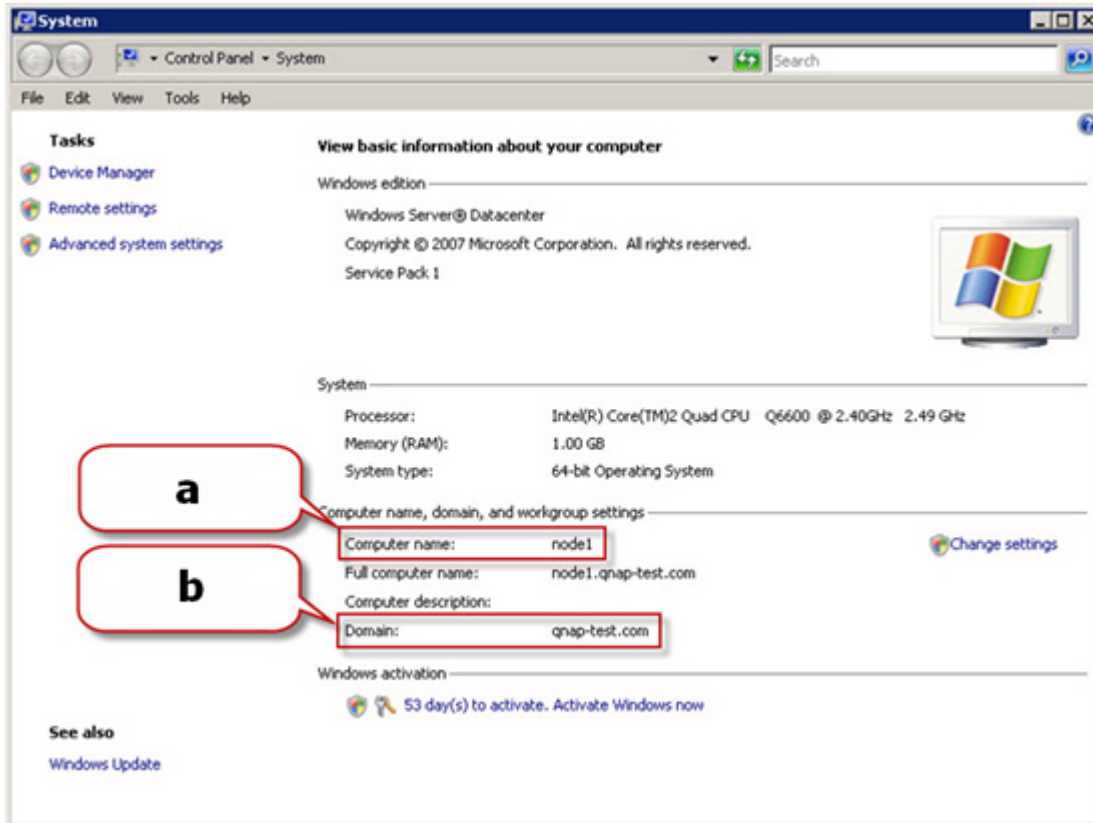 System
Control Panel System
Search
File Edit View Tools Help
Tasks
Device Manager
Remote settings
Advanced system settings
View basic information about your computer
Windows edition
Windows Server® Datacenter
Copyright © 2007 Microsoft Corporation. All rights reserved.
Service Pack 1
System
Processor: Intel(R) Core(TM)2 Quad CPU Q6600 @ 2.40GHz 2.49 GHz
Memory (RAM): 1.00 GB
System type: 64-bit Operating System
a
Computer name, domain, and workgroup settings
Computer name: node1
Change settings
Full computer name: node1.qnap-test.com
b
Computer description:
Domain: qnap-test.com
Windows activation
53 day(s) to activate. Activate Windows now
See also
Windows Update